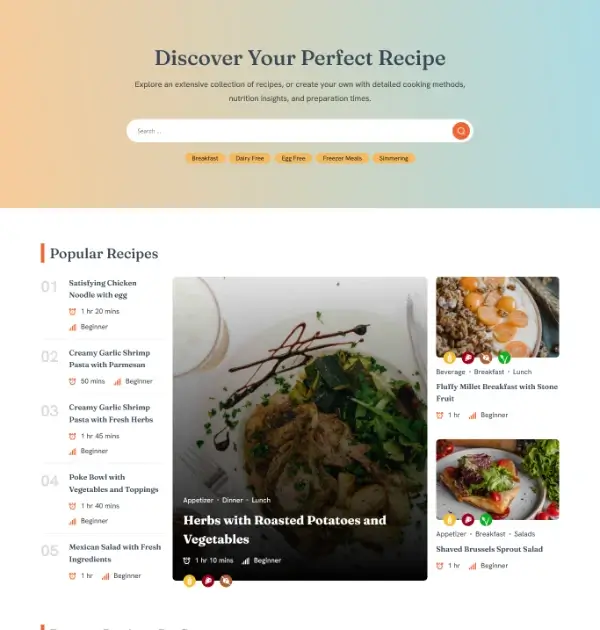 Discover Your Perfect Recipe
Explore an extensive collection of recipes, or create your own with detailed cooking methods,
nutrition insights, and preparation times.
Search ...
Breakfast Dairy Free Egg Free Freezer Meals Simmering
Popular Recipes
01
Satisfying Chicken
Noodle with egg
1 hr 20 mins
Beginner
02
Creamy Garlic Shrimp
Pasta with Parmesan
50 mins Beginner
03
Creamy Garlic Shrimp
Pasta with Fresh Herbs
1 hr 45 mins
Beginner
04
Poke Bowl with
Vegetables and Toppings
1 hr 40 mins
Beginner
05
Mexican Salad with Fresh
Ingredients
1 hr Beginner
Appetizer • Dinner • Lunch
Herbs with Roasted Potatoes and
Vegetables
1 hr 10 mins Beginner
Beverage • Breakfast • Lunch
Fluffy Millet Breakfast with Stone
Fruit
1 hr Beginner
Appetizer • Breakfast • Salads
Shaved Brussels Sprout Salad
1 hr Beginner